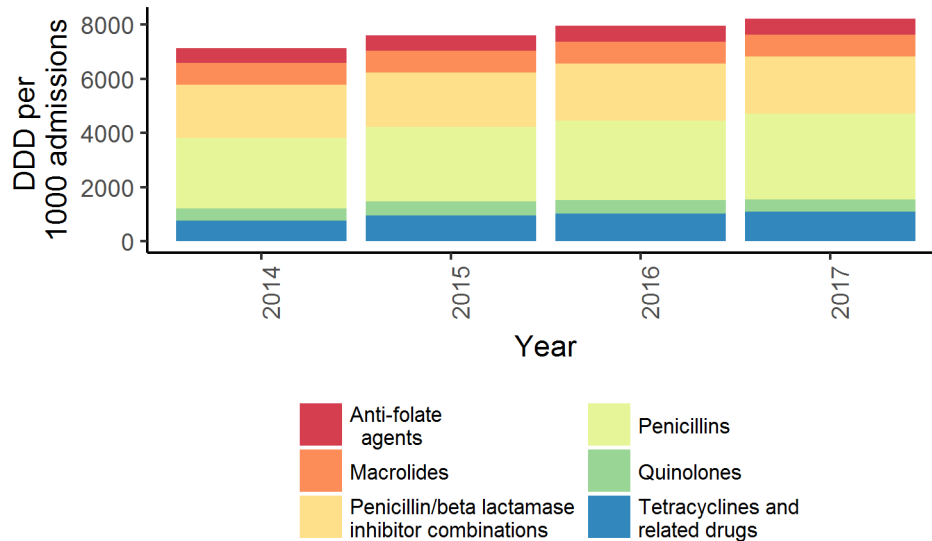 DDD per
1000 admissions
8000
6000
4000
2000
0
2014
2015
2016
2017
Year
Anti-folate
agents
Macrolides
Penicillin/beta lactamase
inhibitor combinations
Penicillins
Quinolones
Tetracyclines and
related drugs